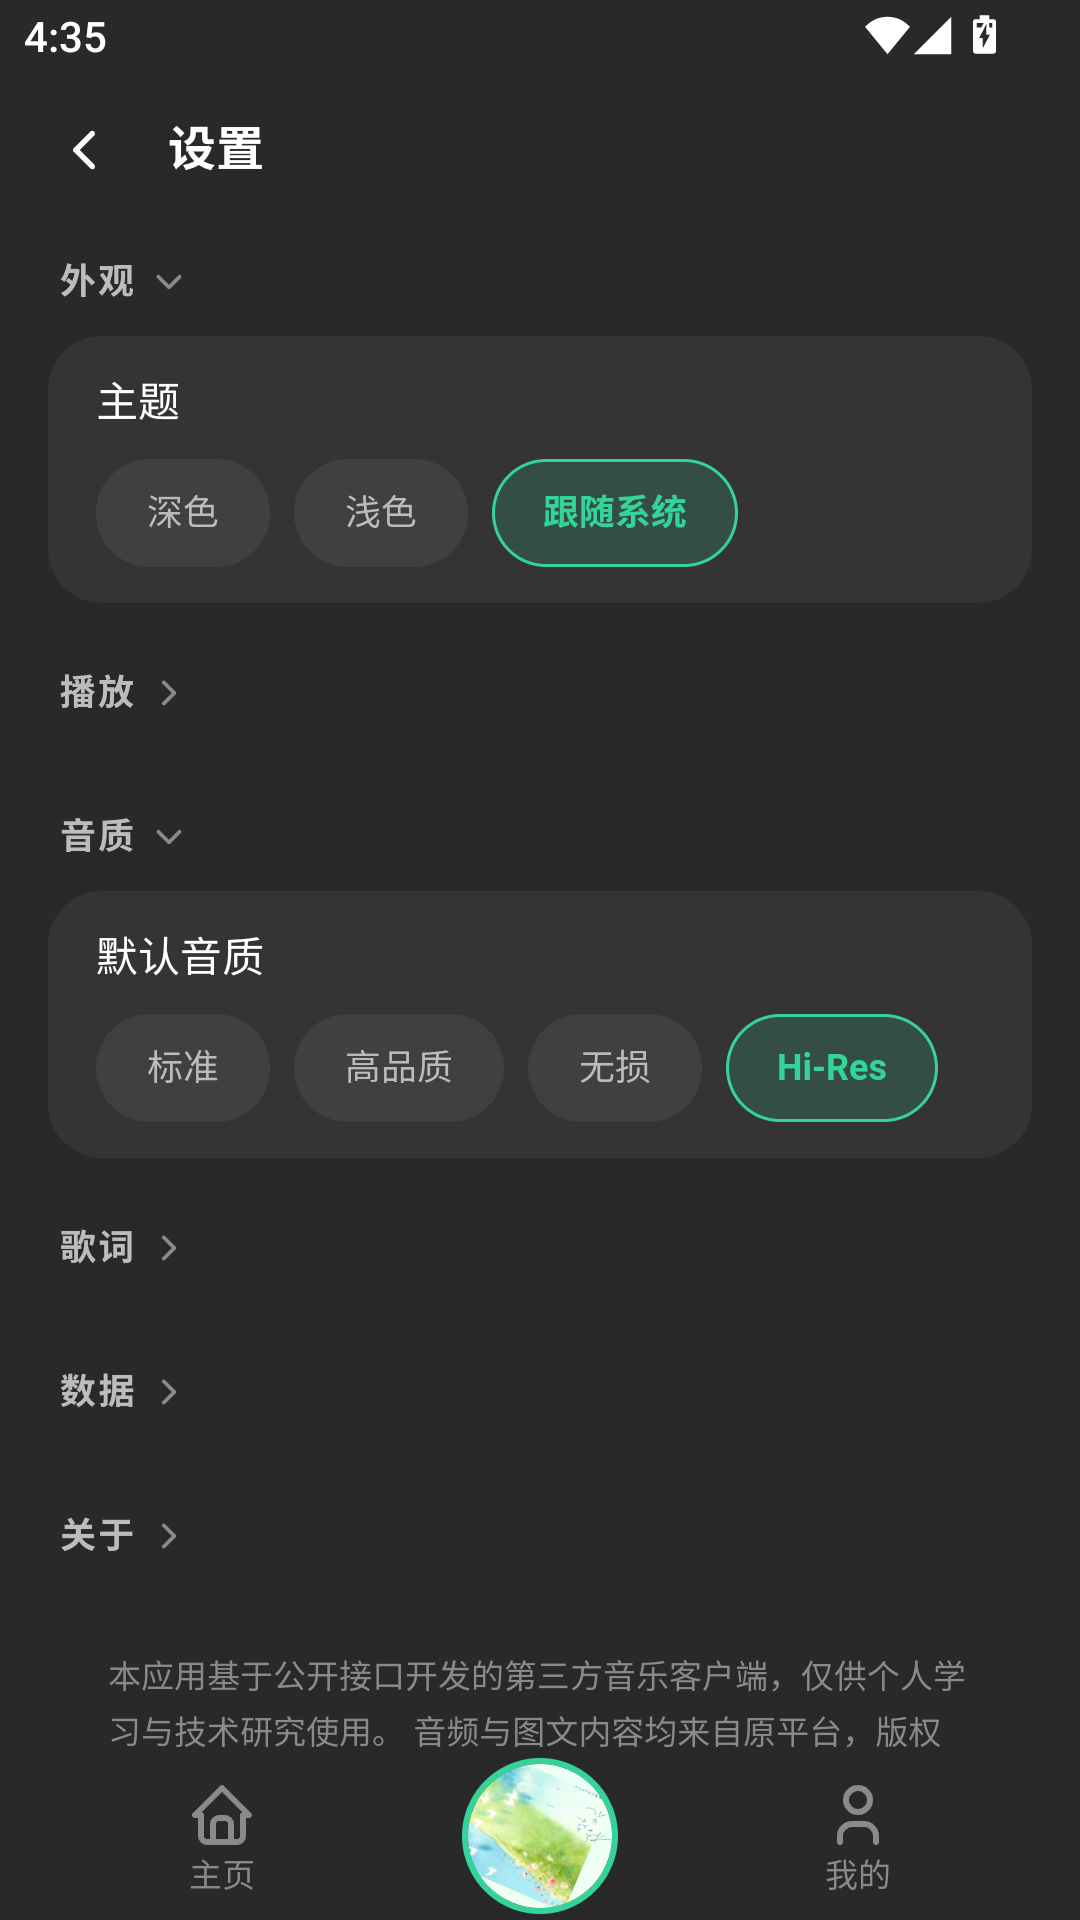 4:35
设置
外观
主题
深色
浅色
跟随系统
播放
音质
默认音质
标准
高品质
无损
Hi-Res
歌词
数据
关于
本应用基于公开接口开发的第三方音乐客户端，仅供个人学
习与技术研究使用。 音频与图文内容均来自原平台，版权
主页
我的